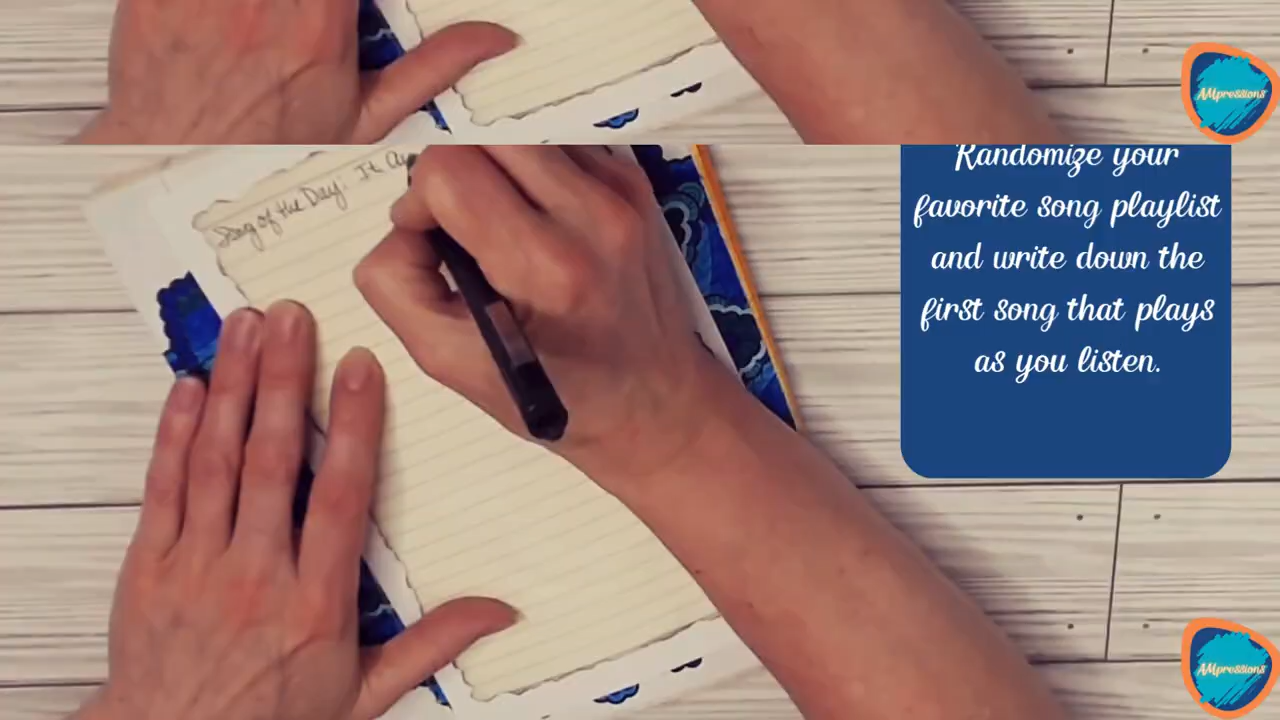 AMpressions
Song of the Day: It
Randomize your
favorite song playlist
and write down the
first song that plays
as you listen.
AMpressions